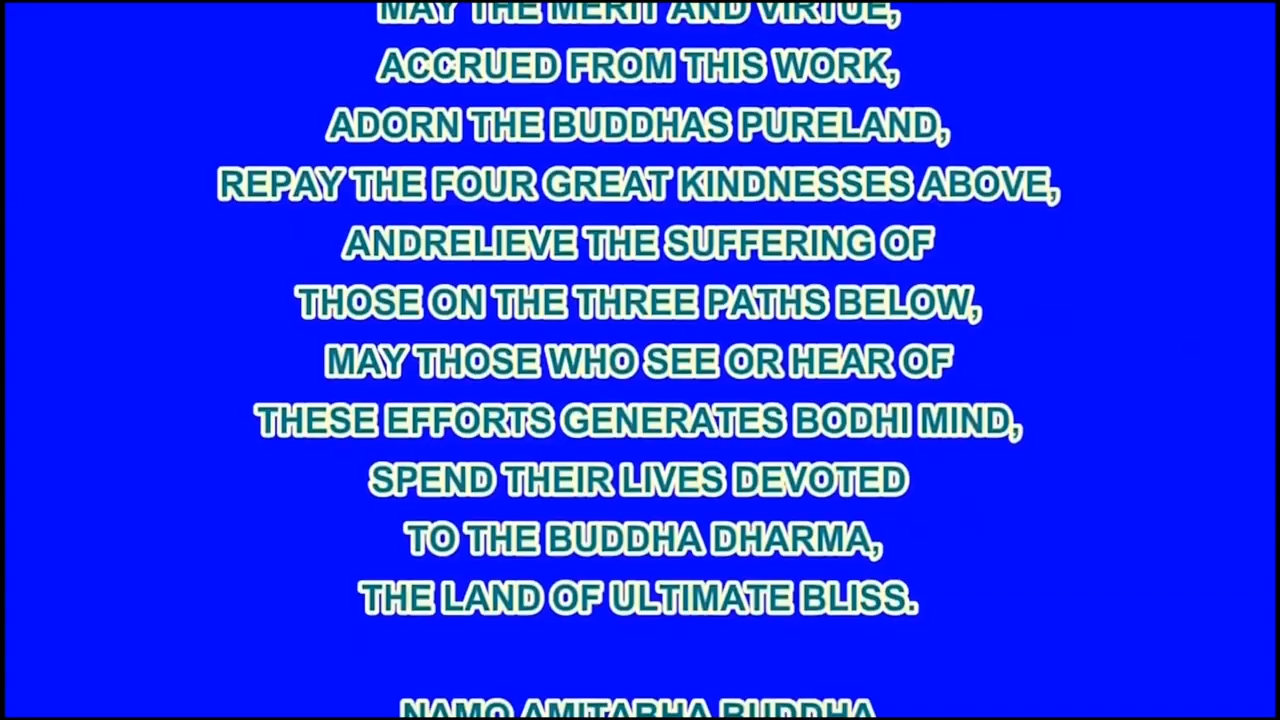 MAY THE MERIT AND VIRTUE,
ACCRUED FROM THIS WORK,
ADORN THE BUDDHAS PURELAND,
REPAY THE FOUR GREAT KINDNESSES ABOVE,
ANDRELIEVE THE SUFFERING OF
THOSE ON THE THREE PATHS BELOW,
MAY THOSE WHO SEE OR HEAR OF
THESE EFFORTS GENERATES BODHI MIND,
SPEND THEIR LIVES DEVOTED
TO THE BUDDHA DHARMA,
THE LAND OF ULTIMATE BLISS.
NAMO AMITABHA BUDDHA